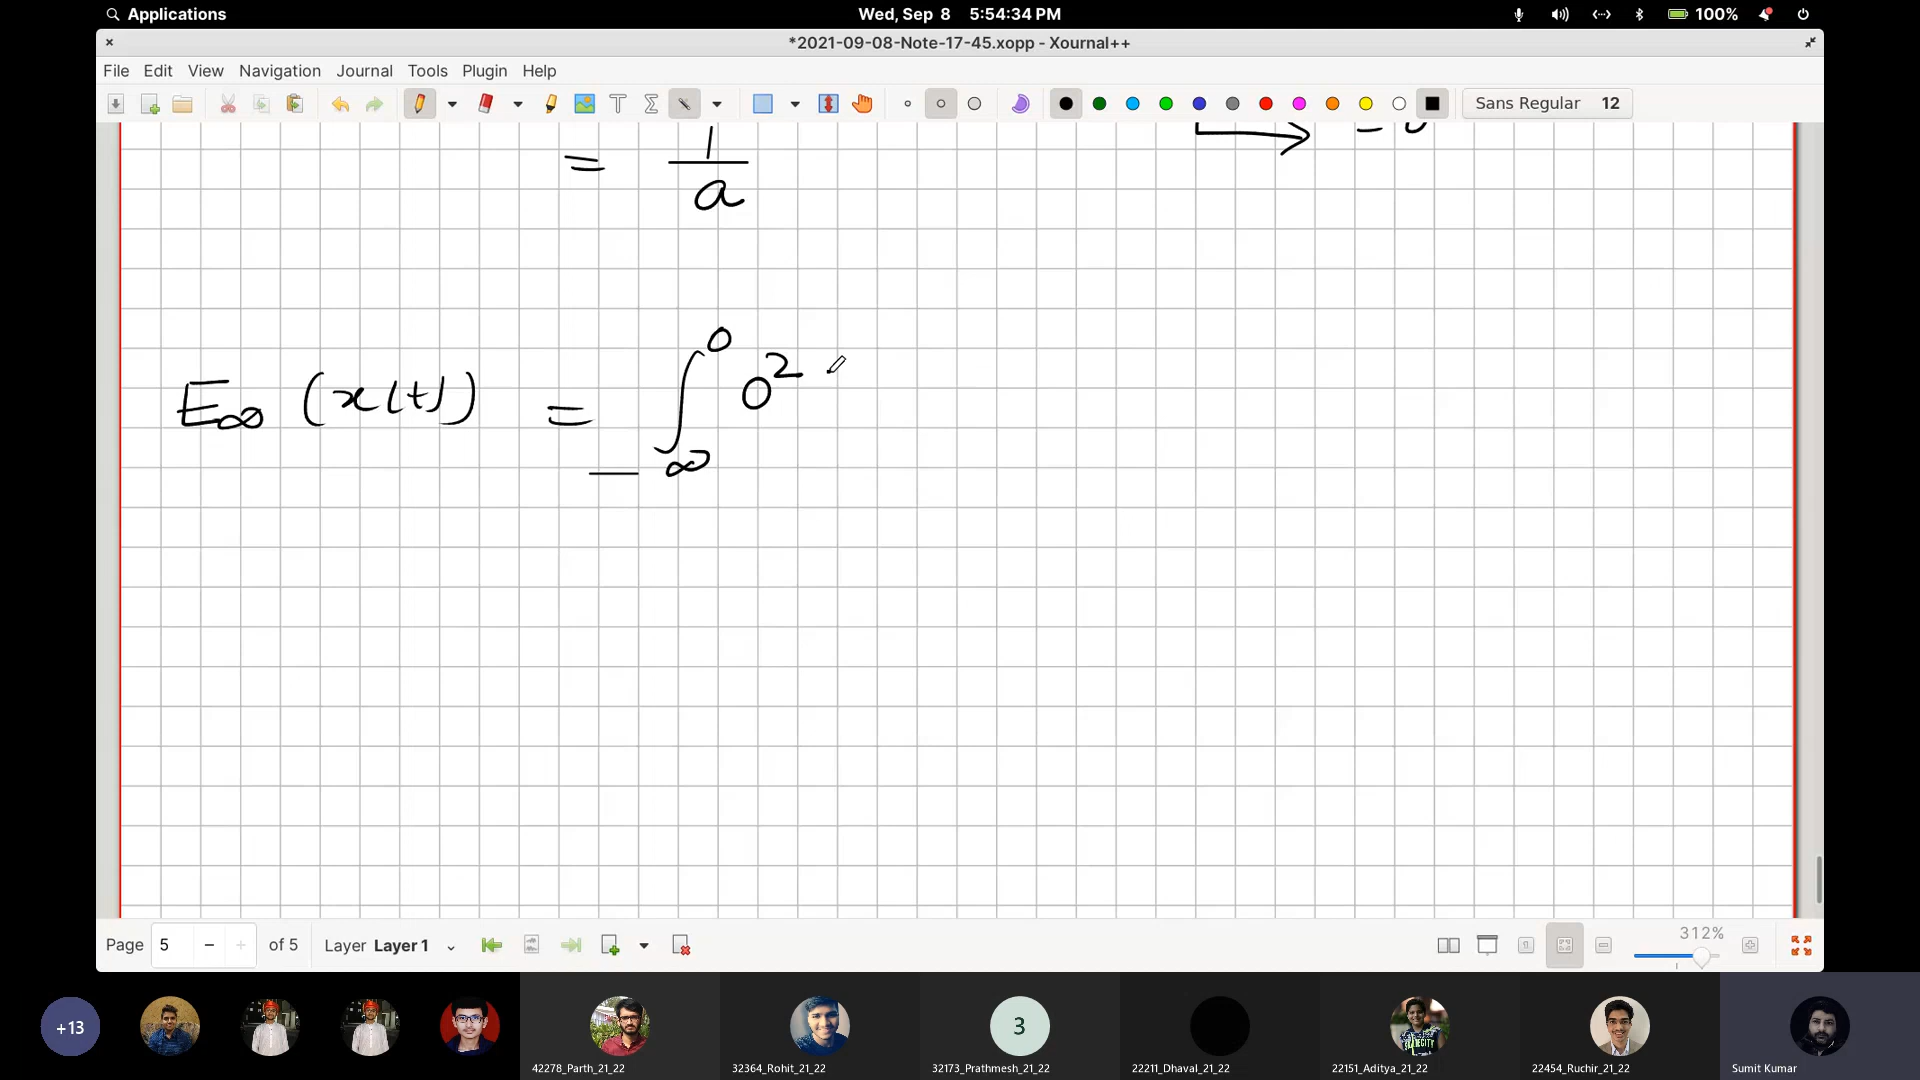 Applications
Wed, Sep 8 5:54:34 PM
100%
*2021-09-08-Note-17-45.xopp - Xournal++
File Edit View Navigation Journal Tools Plugin Help
Sans Regular 12
= 1/a
E∞ (x(t)) = ∫_{-∞}^{0} 0²
Page 5 of 5 Layer Layer 1
312%
+13
3
42278_Parth_21_22
32364_Rohit_21_22
32173_Prathmesh_21_22
22211_Dhaval_21_22
22151_Aditya_21_22
22454_Ruchir_21_22
Sumit Kumar